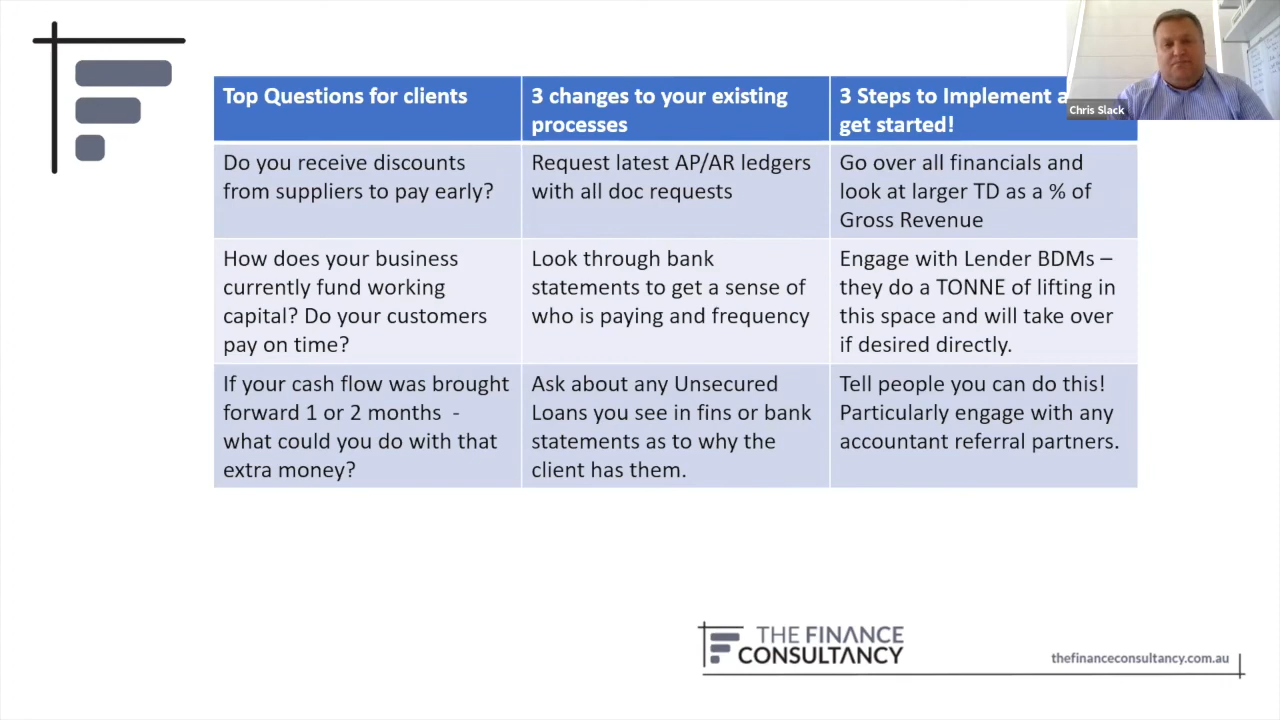 Chris Slack
Top Questions for clients
3 changes to your existing
processes
3 Steps to Implement
get started!
Do you receive discounts
from suppliers to pay early?
Request latest AP/AR ledgers
with all doc requests
Go over all financials and
look at larger TD as a % of
Gross Revenue
How does your business
currently fund working
capital? Do your customers
pay on time?
Look through bank
statements to get a sense of
who is paying and frequency
Engage with Lender BDMs –
they do a TONNE of lifting in
this space and will take over
if desired directly.
If your cash flow was brought
forward 1 or 2 months -
what could you do with that
extra money?
Ask about any Unsecured
Loans you see in fins or bank
statements as to why the
client has them.
Tell people you can do this!
Particularly engage with any
accountant referral partners.
THE FINANCE
CONSULTANCY
thefinanceconsultancy.com.au